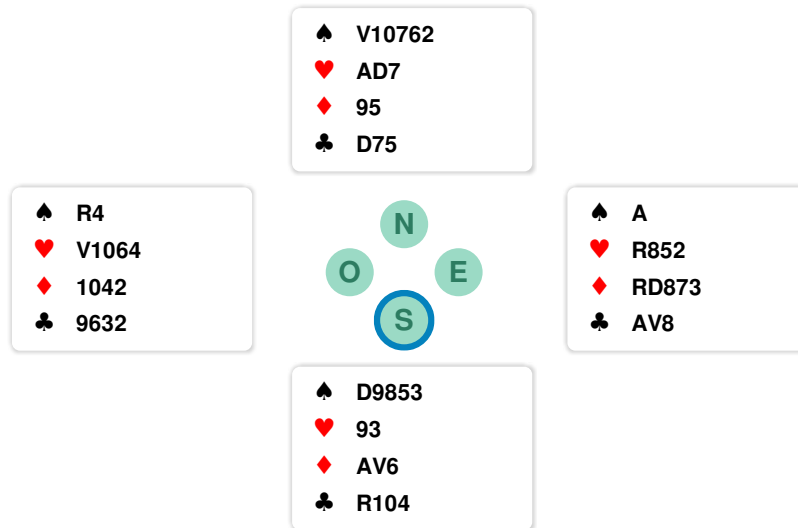 ♠ V10762
♥ AD7
♦ 95
♣ D75
♠ R4
♥ V1064
♦ 1042
♣ 9632
N
O E
S
♠ A
♥ R852
♦ RD873
♣ AV8
♠ D9853
♥ 93
♦ AV6
♣ R104